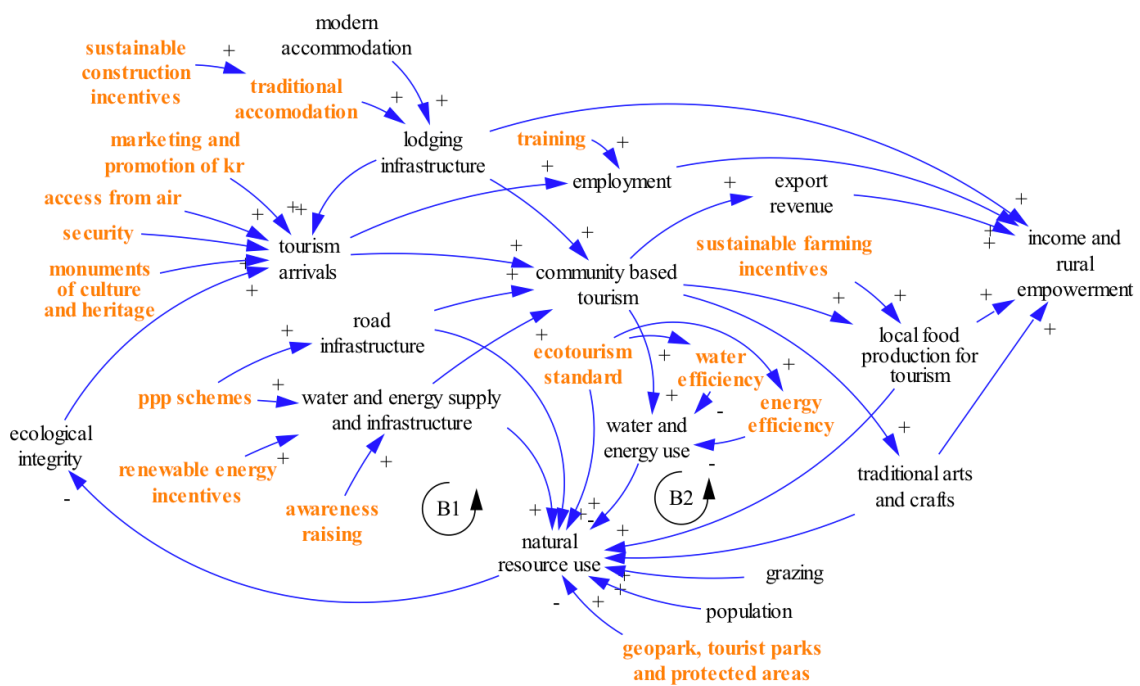 modern
accommodation
sustainable
construction
incentives
traditional
accomodation
lodging
infrastructure
marketing and
promotion of kr
access from air
security
monuments
of culture
and heritage
tourism
arrivals
training
employment
export
revenue
sustainable farming
incentives
income and
rural
empowerment
community based
tourism
road
infrastructure
ecotourism
standard
water
efficiency
energy
efficiency
local food
production for
tourism
ppp schemes
water and energy supply
and infrastructure
water and
energy use
ecological
integrity
renewable energy
incentives
awareness
raising
traditional arts
and crafts
B1
B2
natural
resource use
grazing
population
geopark, tourist parks
and protected areas